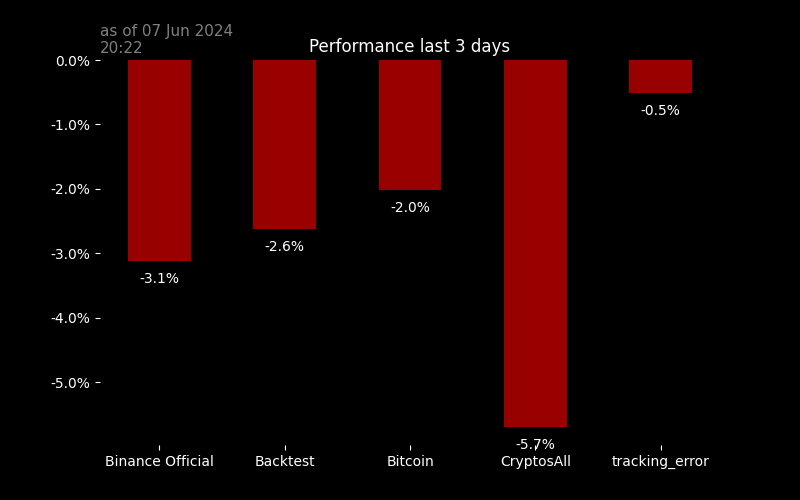 as of 07 Jun 2024
20:22
Performance last 3 days
0.0%
-1.0%
-2.0%
-3.0%
-4.0%
-5.0%
-3.1%
-2.6%
-2.0%
-5.7%
-0.5%
Binance Official
Backtest
Bitcoin
CryptosAll
tracking_error